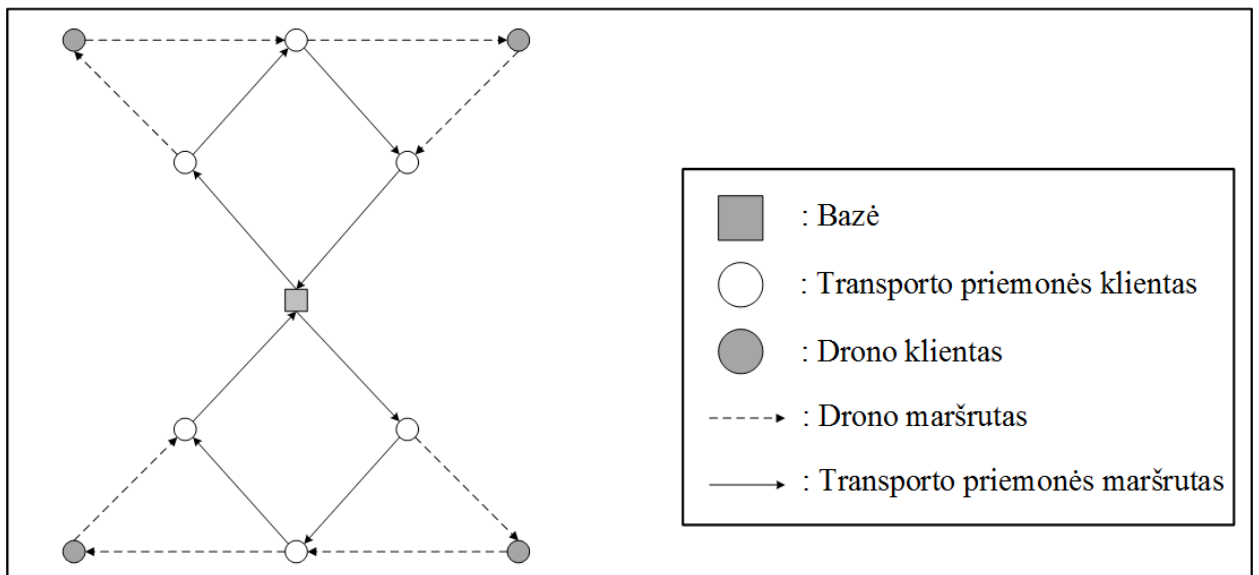 : Bazė
: Transporto priemonės klientas
: Drono klientas
: Drono maršrutas
: Transporto priemonės maršrutas